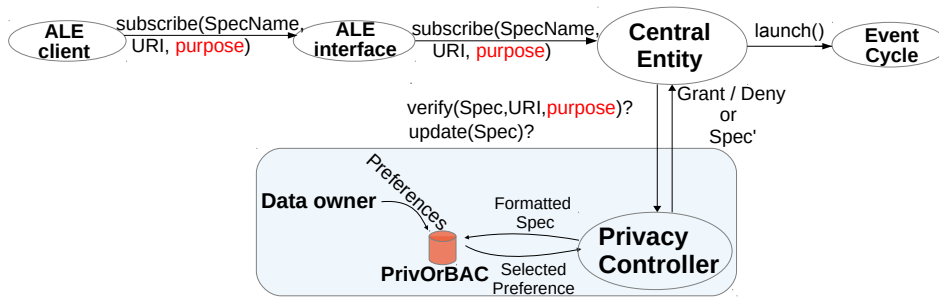 ALE
client
subscribe(SpecName,
URI, purpose)
ALE
interface
subscribe(SpecName,
URI, purpose)
Central
Entity
launch()
Event
Cycle
verify(Spec,URI,purpose)?
update(Spec)?
Grant / Deny
or
Spec'
Data owner
Preferences
PrivOrBAC
Formatted
Spec
Selected
Preference
Privacy
Controller